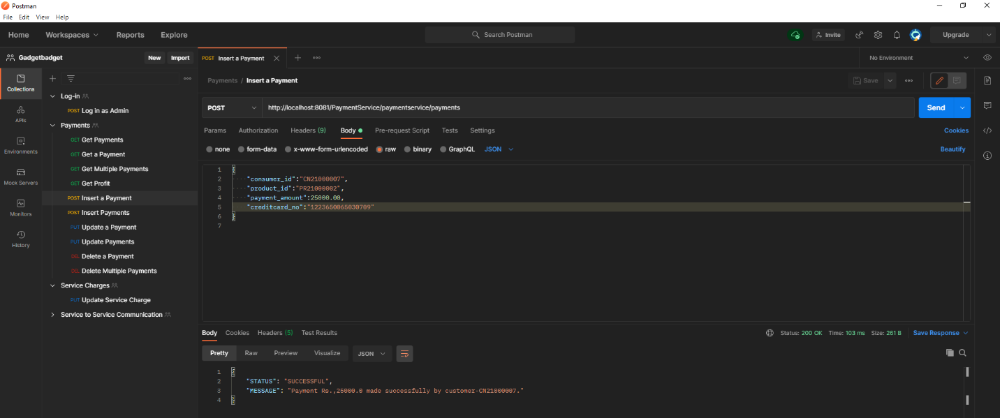 Postman
File Edit View Help
Home Workspaces Reports Explore Search Postman Invite Upgrade
Gadgetbadget New Import POST Insert a Payment No Environment
Payments / Insert a Payment Save
Collections
APIs
Environments
Mock Servers
Monitors
History
Log-in
POST Log in as Admin
Payments
GET Get Payments
GET Get a Payment
GET Get Multiple Payments
GET Get Profit
POST Insert a Payment
POST Insert Payments
PUT Update a Payment
PUT Update Payments
DEL Delete a Payment
DEL Delete Multiple Payments
Service Charges
PUT Update Service Charge
Service to Service Communication
POST http://localhost:8081/PaymentService/paymentservice/payments Send
Params Authorization Headers (9) Body Pre-request Script Tests Settings Cookies
none form-data x-www-form-urlencoded raw binary GraphQL JSON Beautify
1 {
2 "consumer_id":"CN21000007",
3 "product_id":"PR21000002",
4 "payment_amount":25000.00,
5 "creditcard_no":"1223650065030709"
6 }
7
Body Cookies Headers (5) Test Results Status: 200 OK Time: 103 ms Size: 261 B Save Response
Pretty Raw Preview Visualize JSON
1 {
2 "STATUS": "SUCCESSFUL",
3 "MESSAGE": "Payment Rs.,25000.0 made successfully by customer-CN21000007."
4 }